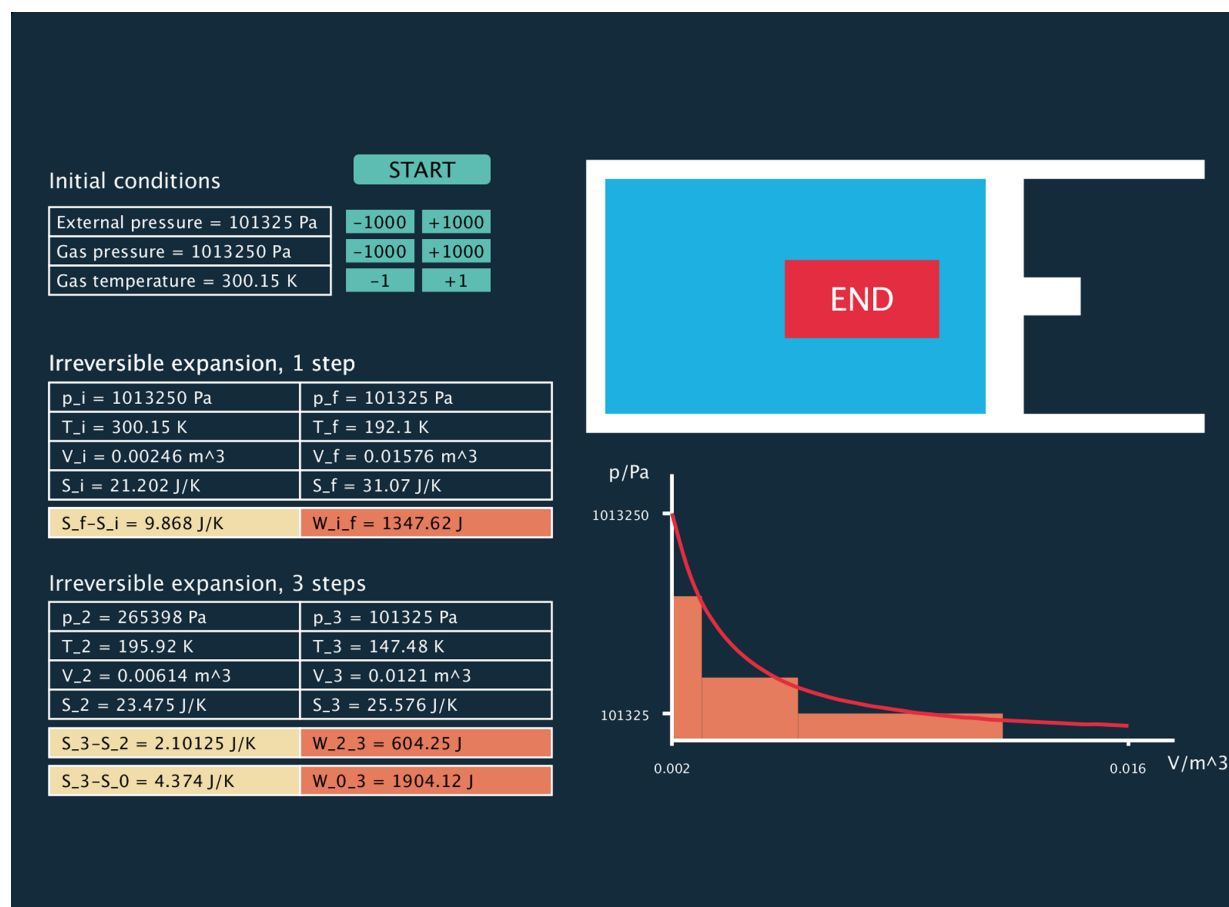 START
Initial conditions
External pressure = 101325 Pa -1000 +1000
Gas pressure = 1013250 Pa -1000 +1000
Gas temperature = 300.15 K -1 +1
END
Irreversible expansion, 1 step
p_i = 1013250 Pa p_f = 101325 Pa
T_i = 300.15 K T_f = 192.1 K
V_i = 0.00246 m^3 V_f = 0.01576 m^3
S_i = 21.202 J/K S_f = 31.07 J/K
S_f-S_i = 9.868 J/K W_i_f = 1347.62 J
Irreversible expansion, 3 steps
p_2 = 265398 Pa p_3 = 101325 Pa
T_2 = 195.92 K T_3 = 147.48 K
V_2 = 0.00614 m^3 V_3 = 0.0121 m^3
S_2 = 23.475 J/K S_3 = 25.576 J/K
S_3-S_2 = 2.10125 J/K W_2_3 = 604.25 J
S_3-S_0 = 4.374 J/K W_0_3 = 1904.12 J
p/Pa
1013250
101325
0.002
0.016
V/m^3